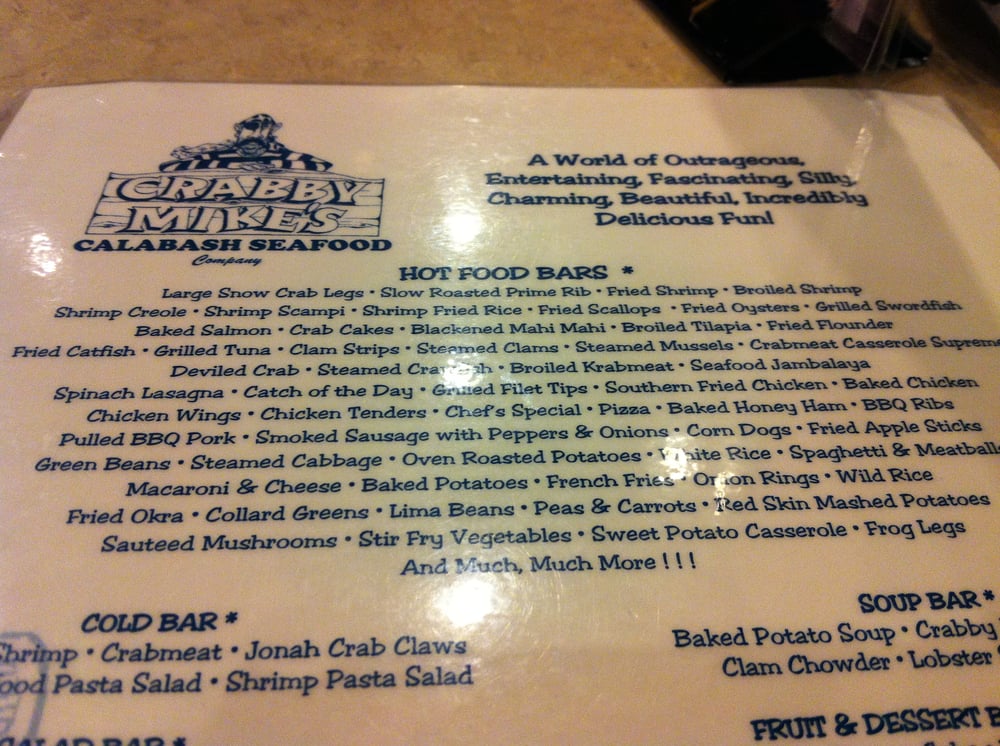 CRABBY
MIKE'S
CALABASH SEAFOOD
Company
A World of Outrageous,
Entertaining, Fascinating, Silly,
Charming, Beautiful, Incredibly
Delicious Fun!
HOT FOOD BARS *
Large Snow Crab Legs • Slow Roasted Prime Rib • Fried Shrimp • Broiled Shrimp
Shrimp Creole • Shrimp Scampi • Shrimp Fried Rice • Fried Scallops • Fried Oysters • Grilled Swordfish
Baked Salmon • Crab Cakes • Blackened Mahi Mahi • Broiled Tilapia • Fried Flounder
Fried Catfish • Grilled Tuna • Clam Strips • Steamed Clams • Steamed Mussels • Crabmeat Casserole Supreme
Deviled Crab • Steamed Crawfish • Broiled Krabmeat • Seafood Jambalaya
Spinach Lasagna • Catch of the Day • Grilled Filet Tips • Southern Fried Chicken • Baked Chicken
Chicken Wings • Chicken Tenders • Chef's Special • Pizza • Baked Honey Ham • BBQ Ribs
Pulled BBQ Pork • Smoked Sausage with Peppers & Onions • Corn Dogs • Fried Apple Sticks
Green Beans • Steamed Cabbage • Oven Roasted Potatoes • White Rice • Spaghetti & Meatballs
Macaroni & Cheese • Baked Potatoes • French Fries • Onion Rings • Wild Rice
Fried Okra • Collard Greens • Lima Beans • Peas & Carrots • Red Skin Mashed Potatoes
Sauteed Mushrooms • Stir Fry Vegetables • Sweet Potato Casserole • Frog Legs
And Much, Much More ! ! !
COLD BAR *
Shrimp • Crabmeat • Jonah Crab Claws
ood Pasta Salad • Shrimp Pasta Salad
SALAD BAR *
SOUP BAR *
Baked Potato Soup • Crabby
Clam Chowder • Lobster
FRUIT & DESSERT B